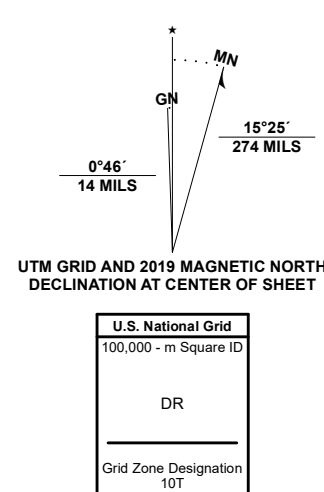 ★
MN
GN
15°25´
274 MILS
0°46´
14 MILS
UTM GRID AND 2019 MAGNETIC NORTH
DECLINATION AT CENTER OF SHEET
U.S. National Grid
100,000 - m Square ID
DR
Grid Zone Designation
10T